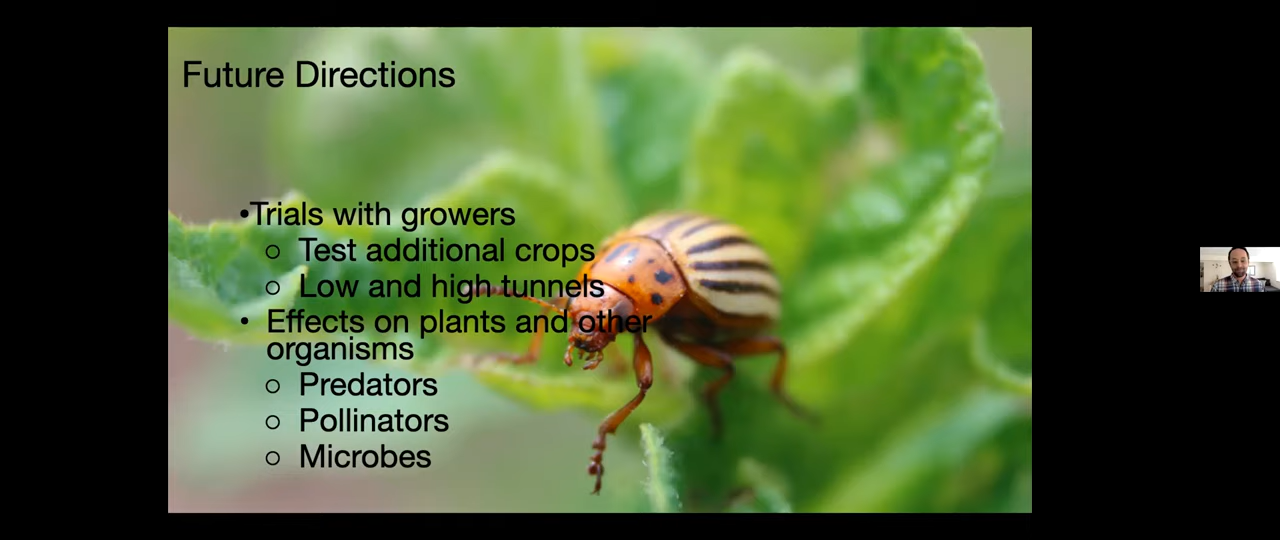 Future Directions
•Trials with growers
○ Test additional crops
○ Low and high tunnels
• Effects on plants and other
organisms
○ Predators
○ Pollinators
○ Microbes